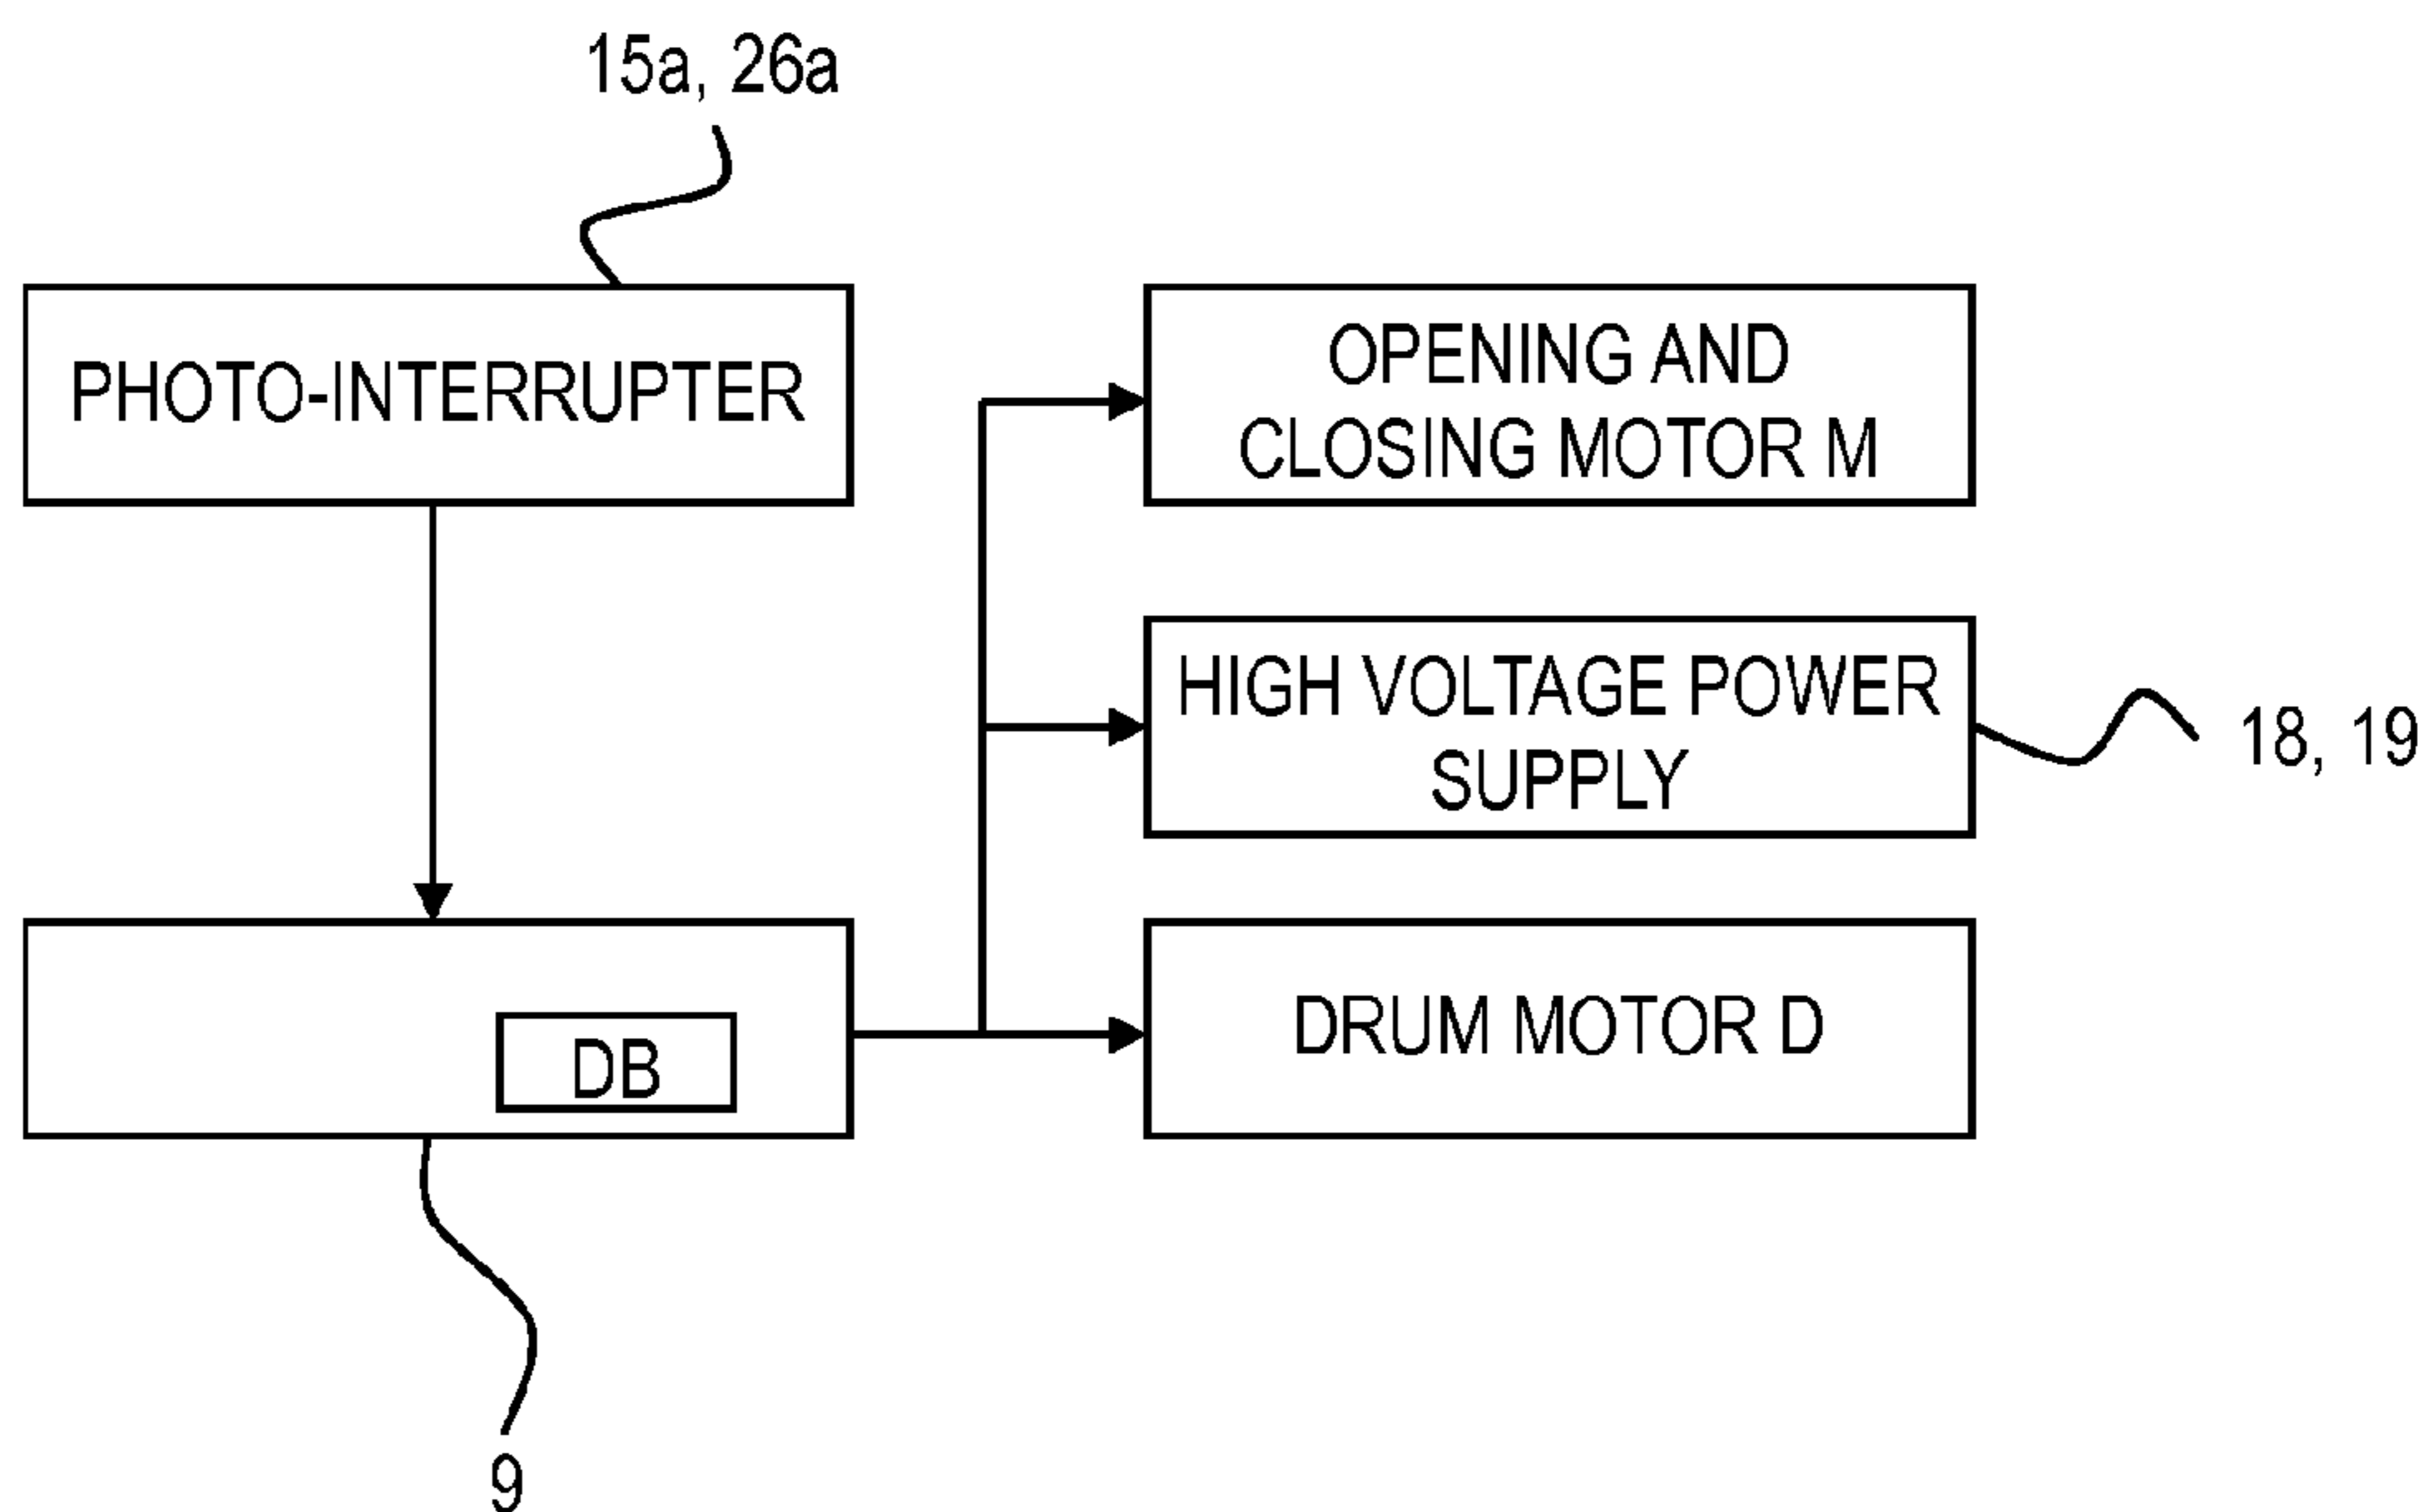 15a, 26a
PHOTO-INTERRUPTER
OPENING AND
CLOSING MOTOR M
HIGH VOLTAGE POWER
SUPPLY
18, 19
DB
DRUM MOTOR D
9